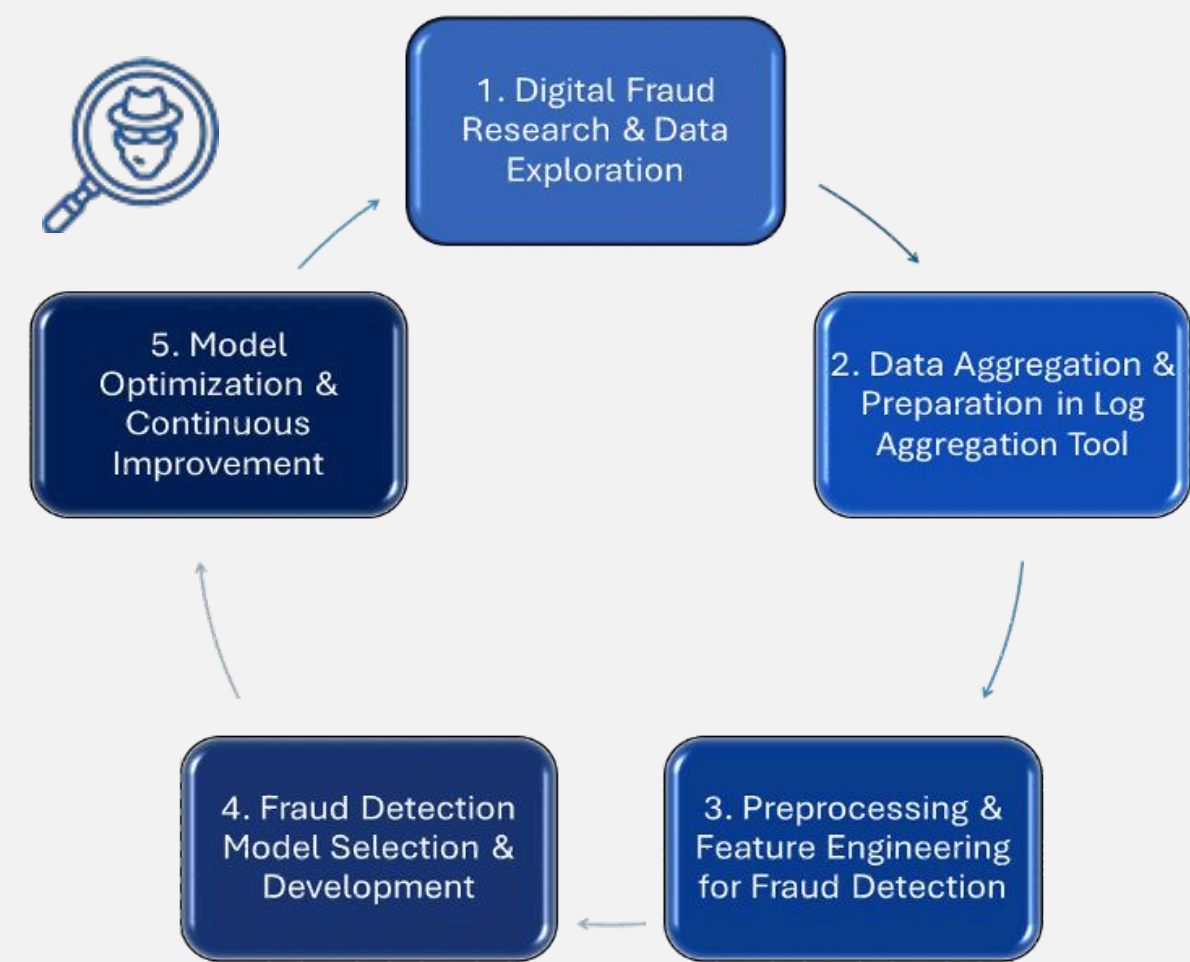 1. Digital Fraud
Research & Data
Exploration
2. Data Aggregation &
Preparation in Log
Aggregation Tool
3. Preprocessing &
Feature Engineering
for Fraud Detection
4. Fraud Detection
Model Selection &
Development
5. Model
Optimization &
Continuous
Improvement